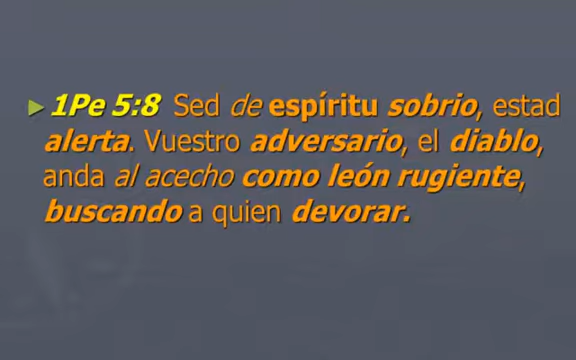 ►1Pe 5:8 Sed de espíritu sobrio, estad
alerta. Vuestro adversario, el diablo,
anda al acecho como león rugiente,
buscando a quien devorar.